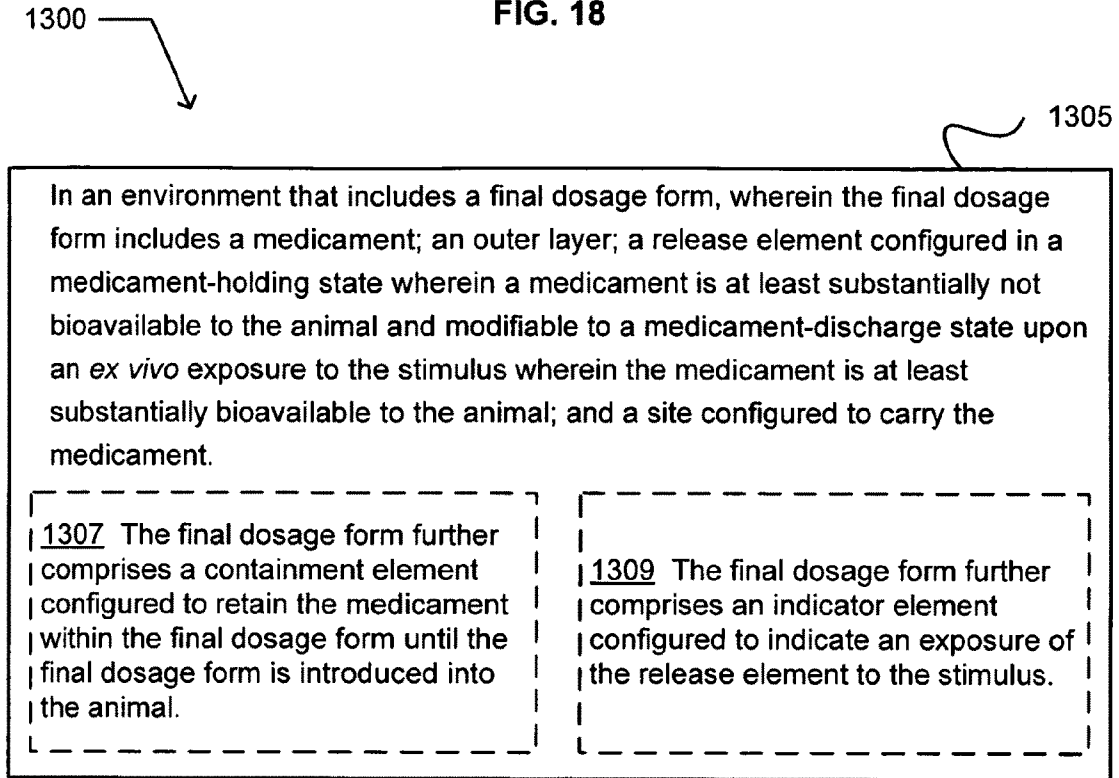 FIG. 18
1300
1305
In an environment that includes a final dosage form, wherein the final dosage
form includes a medicament; an outer layer; a release element configured in a
medicament-holding state wherein a medicament is at least substantially not
bioavailable to the animal and modifiable to a medicament-discharge state upon
an ex vivo exposure to the stimulus wherein the medicament is at least
substantially bioavailable to the animal; and a site configured to carry the
medicament.
1307 The final dosage form further
comprises a containment element
configured to retain the medicament
within the final dosage form until the
final dosage form is introduced into
the animal.
1309 The final dosage form further
comprises an indicator element
configured to indicate an exposure of
the release element to the stimulus.